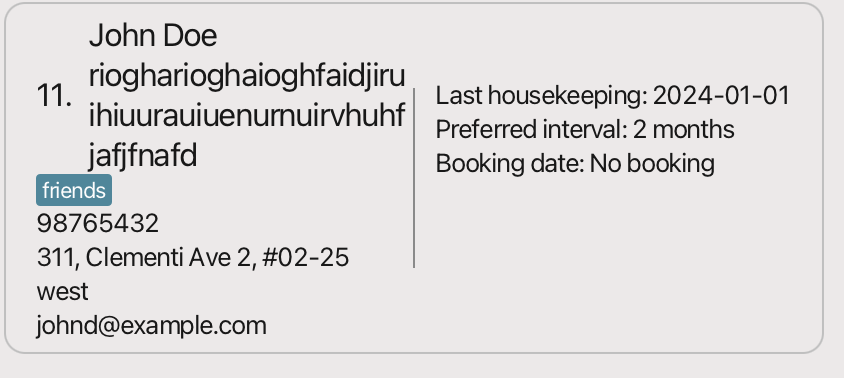 11.
John Doe
riogharioghaioghfaidjiru
ihiuurauiuenurnuirvhuhf
jafjfnafd
friends
98765432
311, Clementi Ave 2, #02-25
west
johnd@example.com
Last housekeeping: 2024-01-01
Preferred interval: 2 months
Booking date: No booking